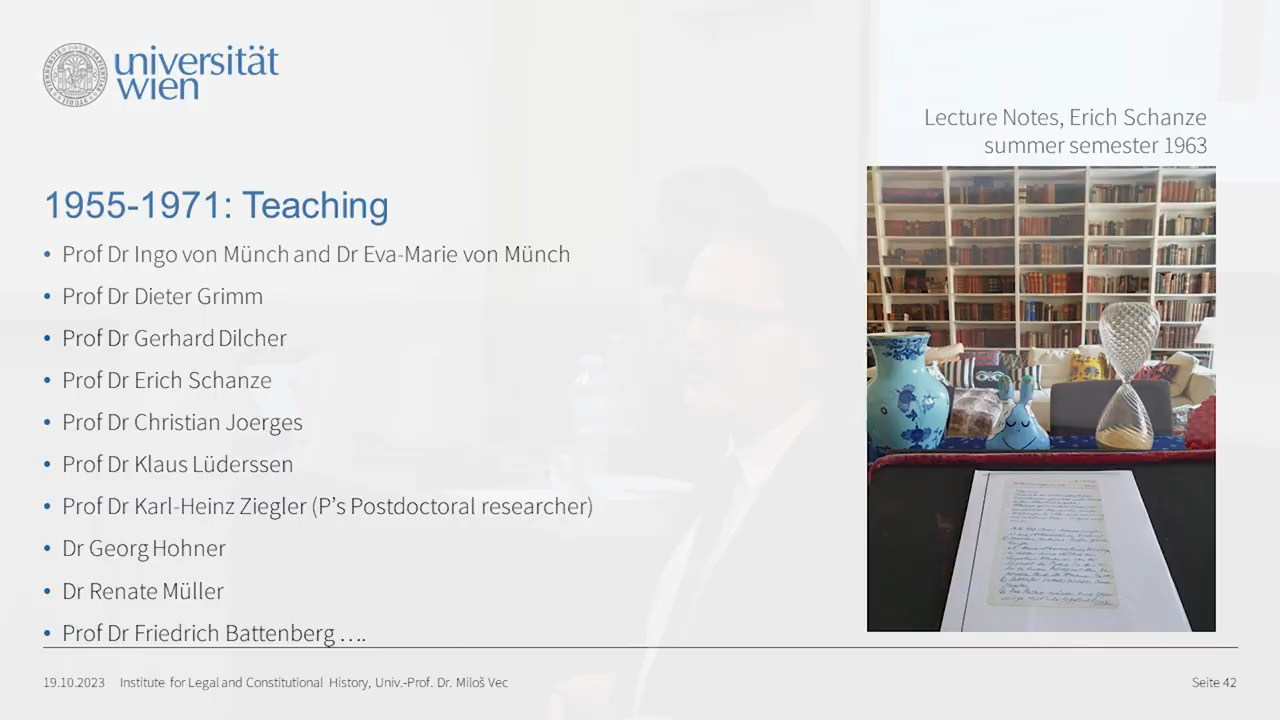 universität
wien
Lecture Notes, Erich Schanze
summer semester 1963
1955-1971: Teaching
• Prof Dr Ingo von Münch and Dr Eva-Marie von Münch
• Prof Dr Dieter Grimm
• Prof Dr Gerhard Dilcher
• Prof Dr Erich Schanze
• Prof Dr Christian Joerges
• Prof Dr Klaus Lüderssen
• Prof Dr Karl-Heinz Ziegler (P's Postdoctoral researcher)
• Dr Georg Hohner
• Dr Renate Müller
• Prof Dr Friedrich Battenberg ....
19.10.2023 Institute for Legal and Constitutional History, Univ.-Prof. Dr. Miloš Vec
Seite 42